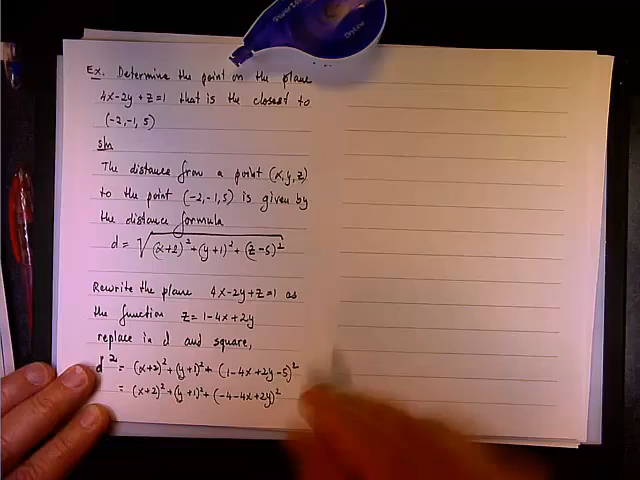 Ex. Determine the point on the plane
4x-2y+z=1 that is the closest to
(-2,-1,5)
sln
The distance from a point (x,y,z)
to the point (-2,-1,5) is given by
the distance formula
d = √(x+2)²+(y+1)²+(z-5)²
Rewrite the plane 4x-2y+z=1 as
the function z=1-4x+2y
replace in d and square,
d² = (x+2)²+(y+1)²+(1-4x+2y-5)²
= (x+2)²+(y+1)²+(-4-4x+2y)²